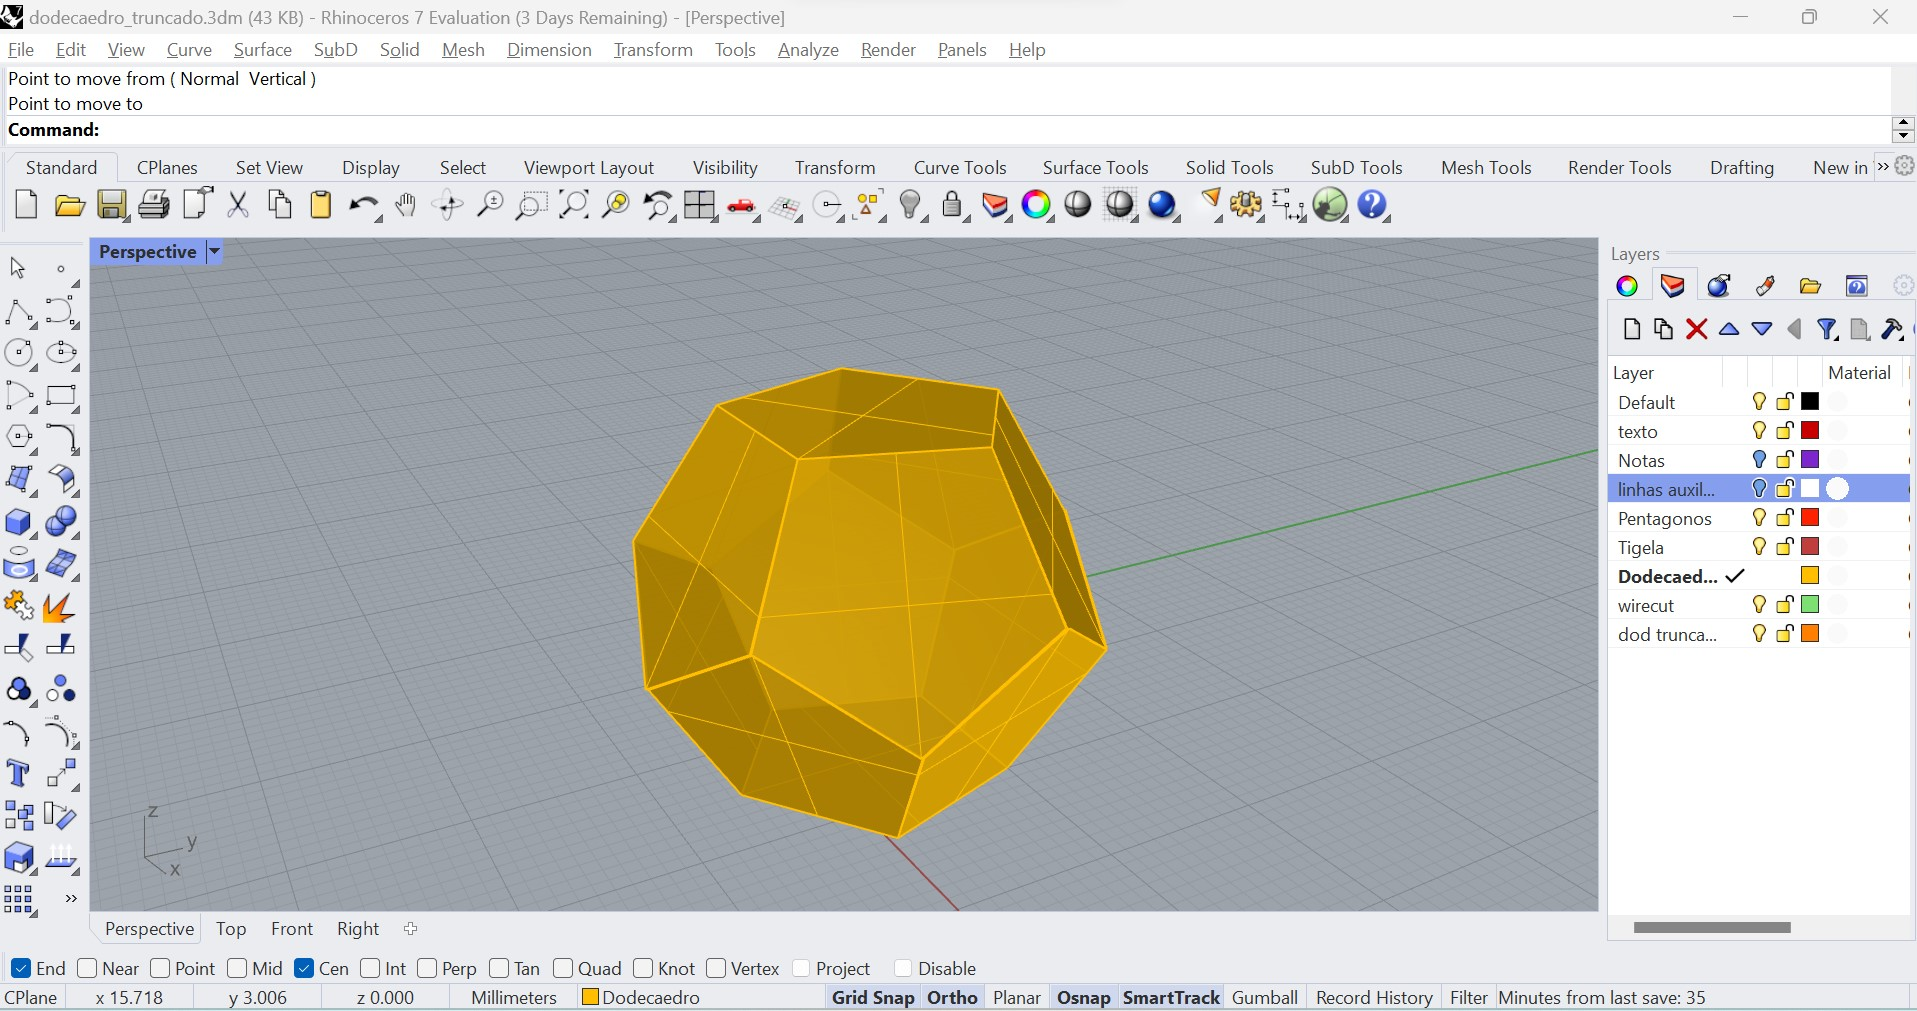 dodecaedro_truncado.3dm (43 KB) - Rhinoceros 7 Evaluation (3 Days Remaining) - [Perspective]
File Edit View Curve Surface SubD Solid Mesh Dimension Transform Tools Analyze Render Panels Help
Point to move from ( Normal Vertical )
Point to move to
Command:
Standard CPlanes Set View Display Select Viewport Layout Visibility Transform Curve Tools Surface Tools Solid Tools SubD Tools Mesh Tools Render Tools Drafting New in
Perspective
Layers
Layer Material
Default
texto
Notas
linhas auxil...
Pentagonos
Tigela
Dodecaed...
wirecut
dod trunca...
z
y
x
Perspective Top Front Right
End Near Point Mid Cen Int Perp Tan Quad Knot Vertex Project Disable
CPlane x 15.718 y 3.006 z 0.000 Millimeters Dodecaedro Grid Snap Ortho Planar Osnap SmartTrack Gumball Record History Filter Minutes from last save: 35